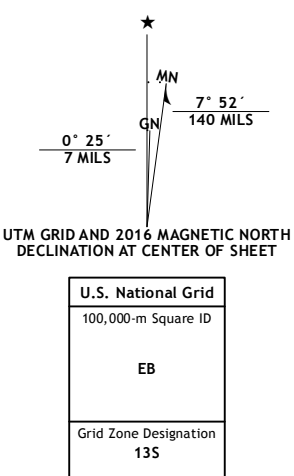 ★
MN
7° 52´
140 MILS
GN
0° 25´
7 MILS
UTM GRID AND 2016 MAGNETIC NORTH
DECLINATION AT CENTER OF SHEET
U.S. National Grid
100,000-m Square ID
EB
Grid Zone Designation
13S